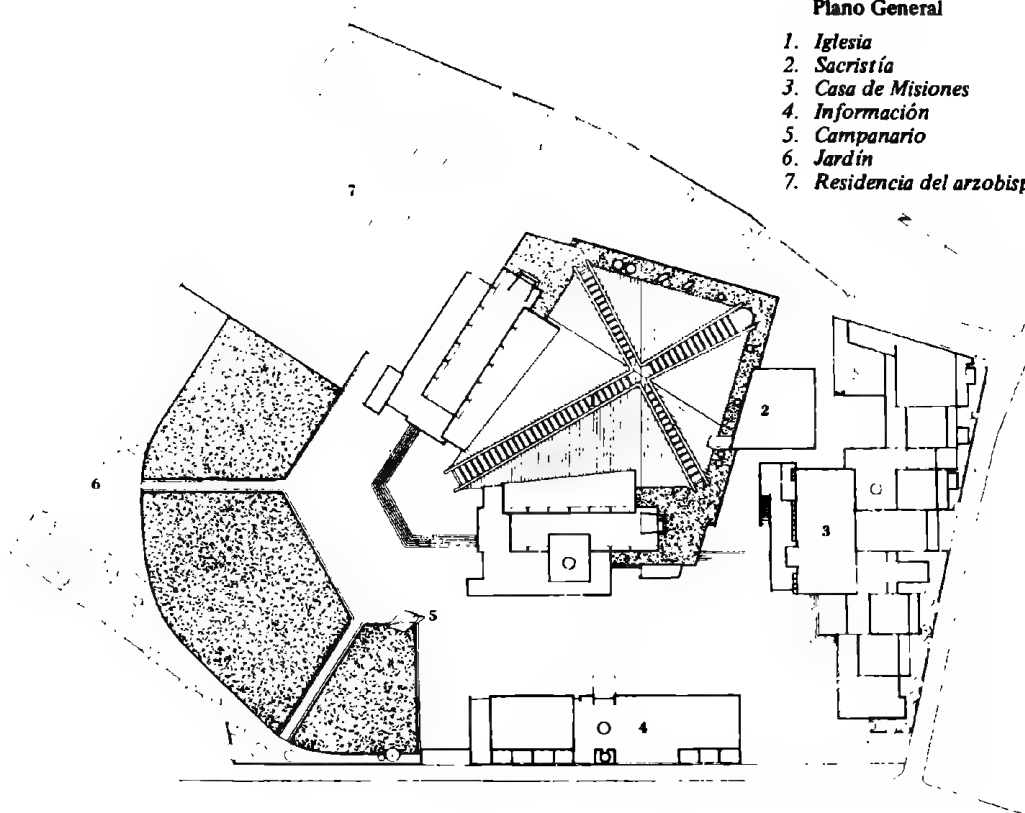 Plano General
1. Iglesia
2. Sacristía
3. Casa de Misiones
4. Información
5. Campanario
6. Jardín
7. Residencia del arzobisp
7
N
2
1
6
3
5
4